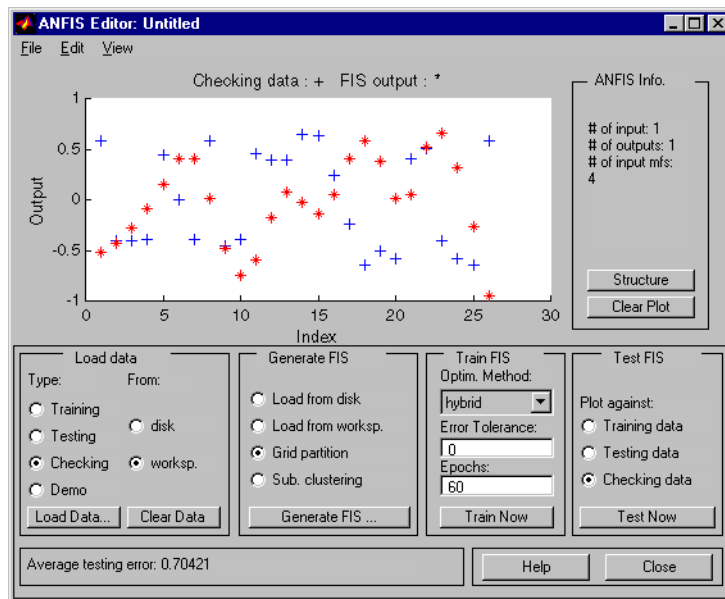 ANFIS Editor: Untitled
File Edit View
Checking data : + FIS output : *
1
0.5
0
-0.5
-1
Output
0 5 10 15 20 25 30
Index
ANFIS Info.
# of input: 1
# of outputs: 1
# of input mfs:
4
Structure
Clear Plot
Load data
Type: From:
Training
Testing
Checking
Demo
disk
worksp.
Load Data... Clear Data
Generate FIS
Load from disk
Load from worksp.
Grid partition
Sub. clustering
Generate FIS ...
Train FIS
Optim. Method:
hybrid
Error Tolerance:
0
Epochs:
60
Train Now
Test FIS
Plot against:
Training data
Testing data
Checking data
Test Now
Average testing error: 0.70421
Help Close